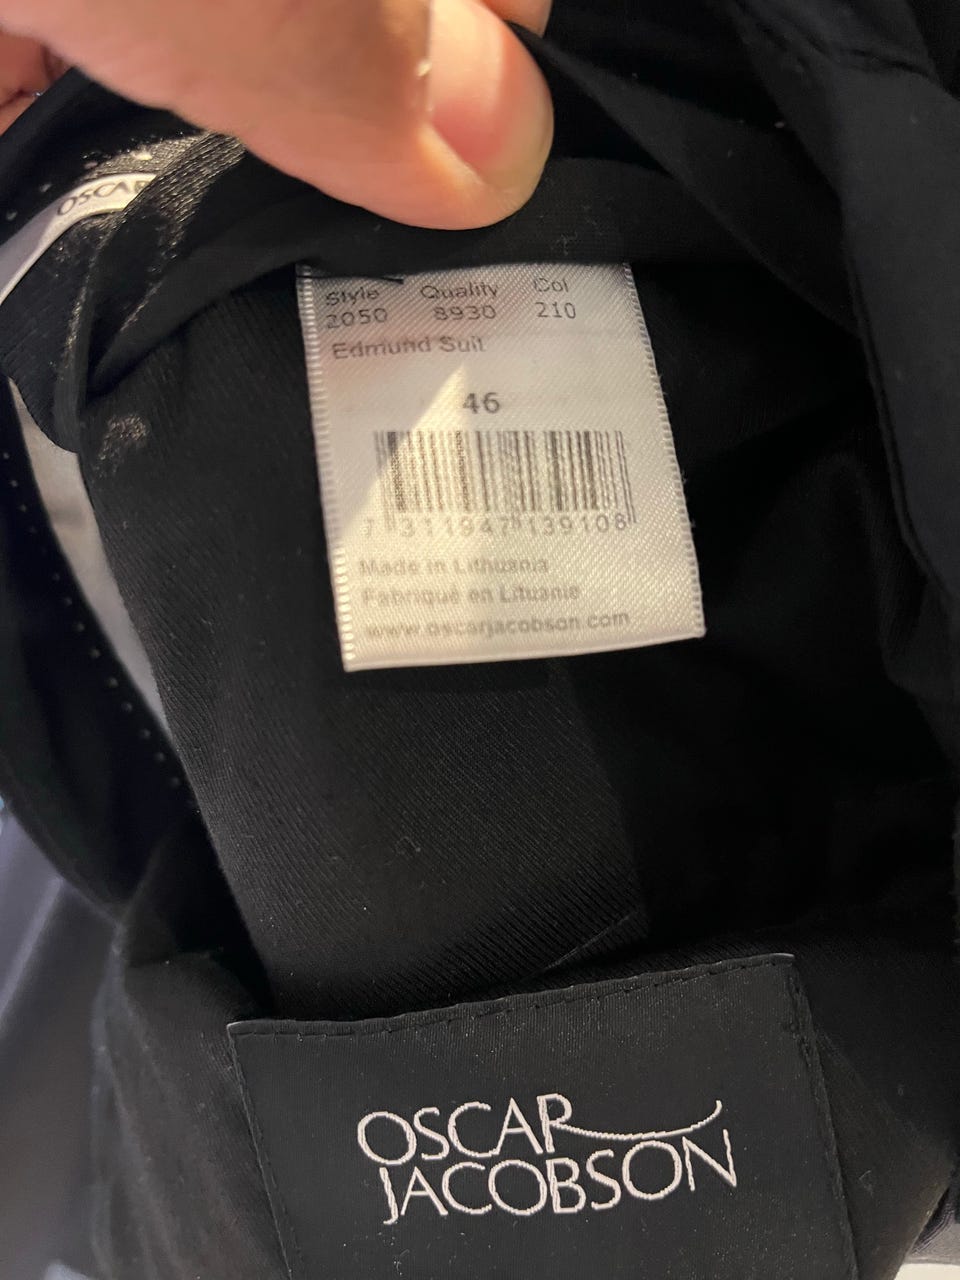 OSCAR
Style Quality Col
2050 8930 210
Edmund Suit
46
7 311947 139108
Made in Lithuania
Fabriqué en Lituanie
www.oscarjacobson.com
OSCAR
JACOBSON